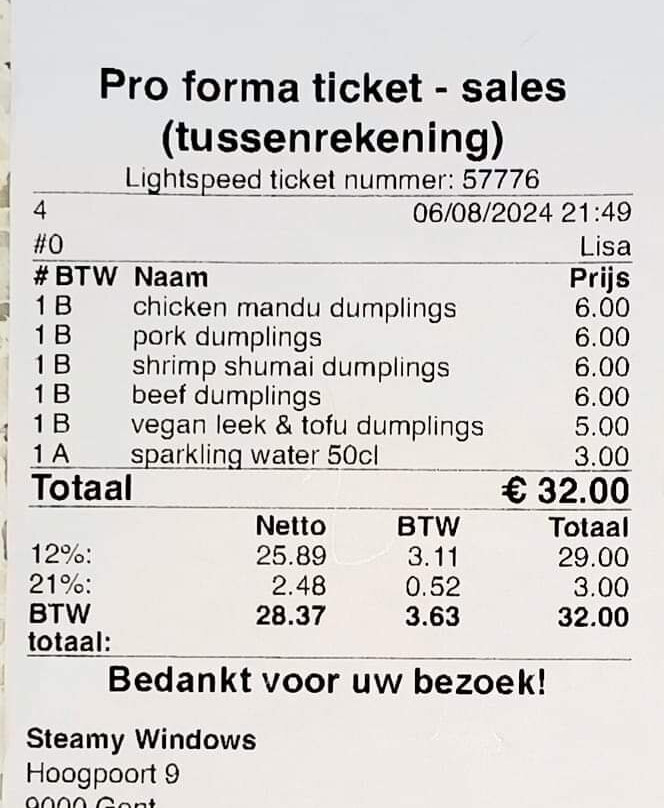 Pro forma ticket - sales
(tussenrekening)
Lightspeed ticket nummer: 57776
4 06/08/2024 21:49
#0 Lisa
# BTW Naam Prijs
1 B chicken mandu dumplings 6.00
1 B pork dumplings 6.00
1 B shrimp shumai dumplings 6.00
1 B beef dumplings 6.00
1 B vegan leek & tofu dumplings 5.00
1 A sparkling water 50cl 3.00
Totaal € 32.00
Netto BTW Totaal
12%: 25.89 3.11 29.00
21%: 2.48 0.52 3.00
BTW 28.37 3.63 32.00
totaal:
Bedankt voor uw bezoek!
Steamy Windows
Hoogpoort 9
9000 Gent